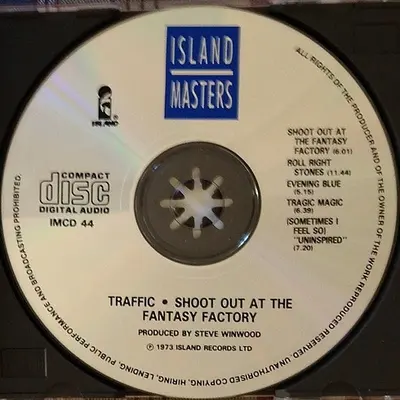 ISLAND
MASTERS
ISLAND
COMPACT
disc
DIGITAL AUDIO
IMCD 44
SHOOT OUT AT
THE FANTASY
FACTORY (6.01)
ROLL RIGHT
STONES (11.44)
EVENING BLUE
(5.15)
TRAGIC MAGIC
(6.39)
(SOMETIMES I
FEEL SO)
"UNINSPIRED"
(7.20)
TRAFFIC • SHOOT OUT AT THE
FANTASY FACTORY
PRODUCED BY STEVE WINWOOD
℗ 1973 ISLAND RECORDS LTD
ALL RIGHTS OF THE PRODUCER AND OF THE OWNER OF THE WORK REPRODUCED RESERVED. UNAUTHORISED COPYING, HIRING, LENDING, PUBLIC PERFORMANCE AND BROADCASTING PROHIBITED.